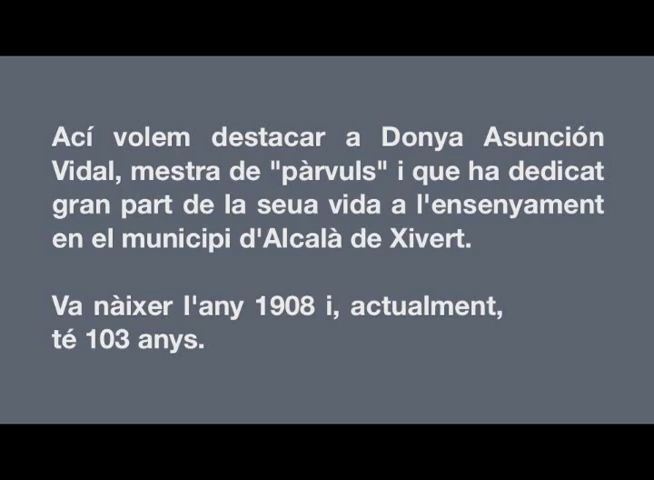 Ací volem destacar a Donya Asunción
Vidal, mestra de "pàrvuls" i que ha dedicat
gran part de la seua vida a l'ensenyament
en el municipi d'Alcalà de Xivert.
Va nàixer l'any 1908 i, actualment,
té 103 anys.